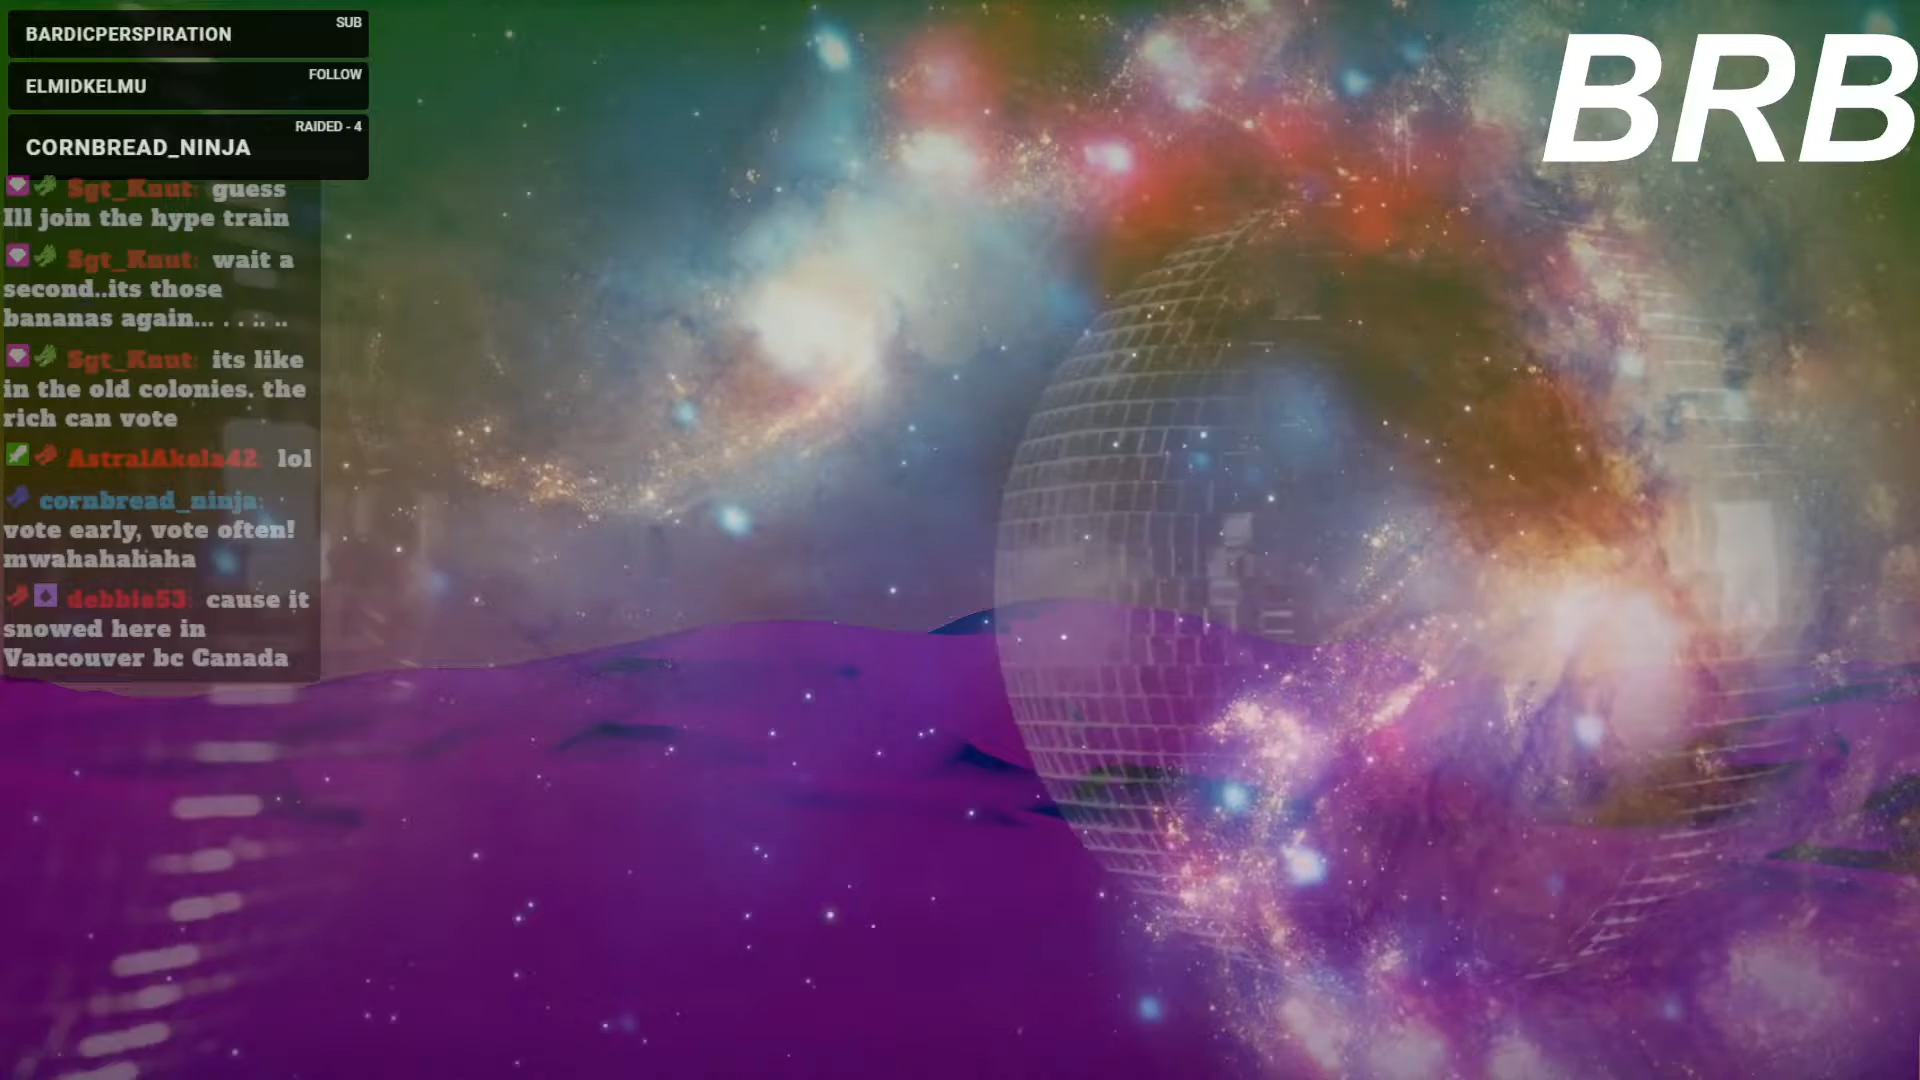 BARDICPERSPIRATION SUB
ELMIDKELMU FOLLOW
CORNBREAD_NINJA RAIDED - 4
BRB
Sgt_Knut: guess
Ill join the hype train
Sgt_Knut: wait a
second..its those
bananas again... . . .. ..
Sgt_Knut: its like
in the old colonies. the
rich can vote
AstralAkela42: lol
cornbread_ninja:
vote early, vote often!
mwahahahaha
debbie53: cause it
snowed here in
Vancouver bc Canada